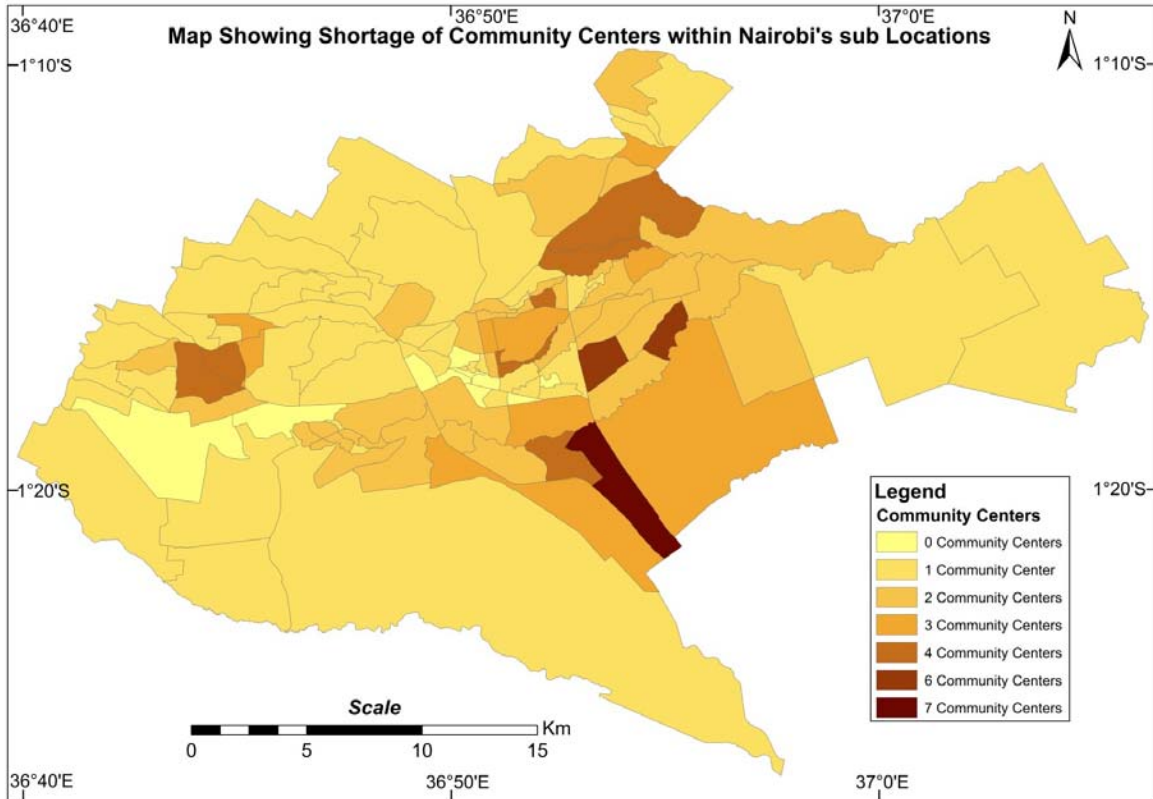 36°40'E 36°50'E 37°0'E
Map Showing Shortage of Community Centers within Nairobi's sub Locations
N
1°10'S 1°10'S
1°20'S 1°20'S
Legend
Community Centers
0 Community Centers
1 Community Center
2 Community Centers
3 Community Centers
4 Community Centers
6 Community Centers
7 Community Centers
Scale
Km
0 5 10 15
36°40'E 36°50'E 37°0'E